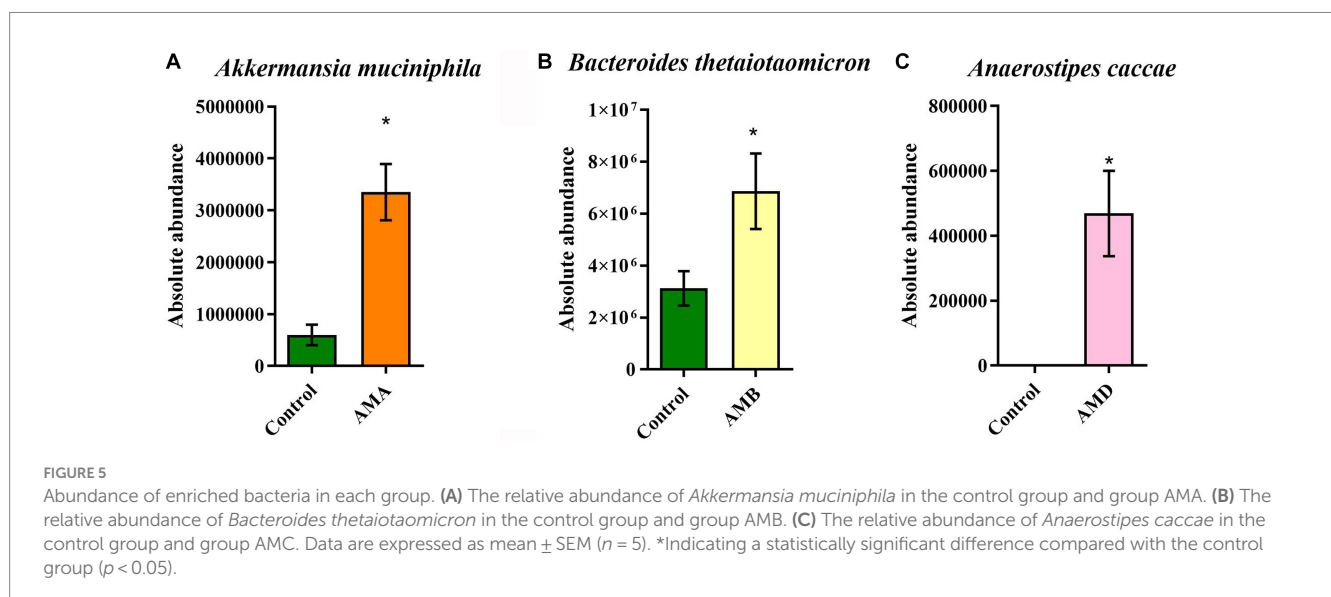 A
Akkermansia muciniphila
Absolute abundance
5000000
4000000
3000000
2000000
1000000
0
*
Control
AMA
B
Bacteroides thetaiotaomicron
Absolute abundance
1×10⁷
8×10⁶
6×10⁶
4×10⁶
2×10⁶
0
*
Control
AMB
C
Anaerostipes caccae
Absolute abundance
800000
600000
400000
200000
0
*
Control
AMD
FIGURE 5
Abundance of enriched bacteria in each group. (A) The relative abundance of Akkermansia muciniphila in the control group and group AMA. (B) The
relative abundance of Bacteroides thetaiotaomicron in the control group and group AMB. (C) The relative abundance of Anaerostipes caccae in the
control group and group AMC. Data are expressed as mean ± SEM (n = 5). *Indicating a statistically significant difference compared with the control
group (p < 0.05).